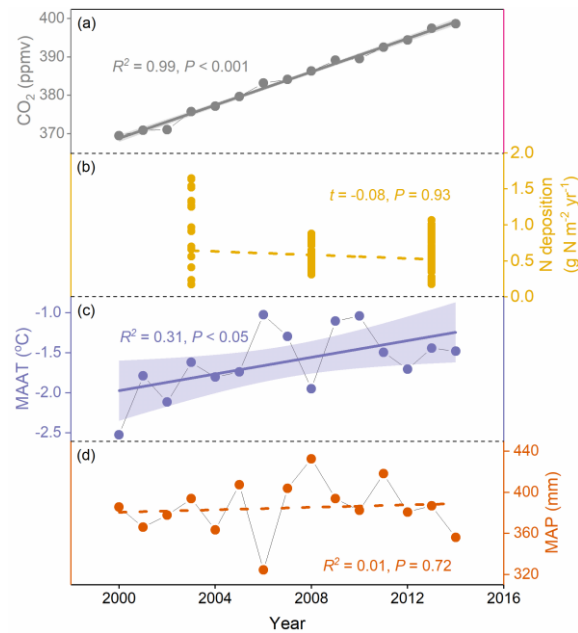 (a)
400
390
380
370
CO₂ (ppmv)
R² = 0.99, P < 0.001
(b)
2.0
1.5
1.0
0.5
0.0
N deposition
(g N m⁻² yr⁻¹)
t = -0.08, P = 0.93
(c)
-1.0
-1.5
-2.0
-2.5
MAAT (°C)
R² = 0.31, P < 0.05
(d)
440
400
360
320
MAP (mm)
R² = 0.01, P = 0.72
2000 2004 2008 2012 2016
Year